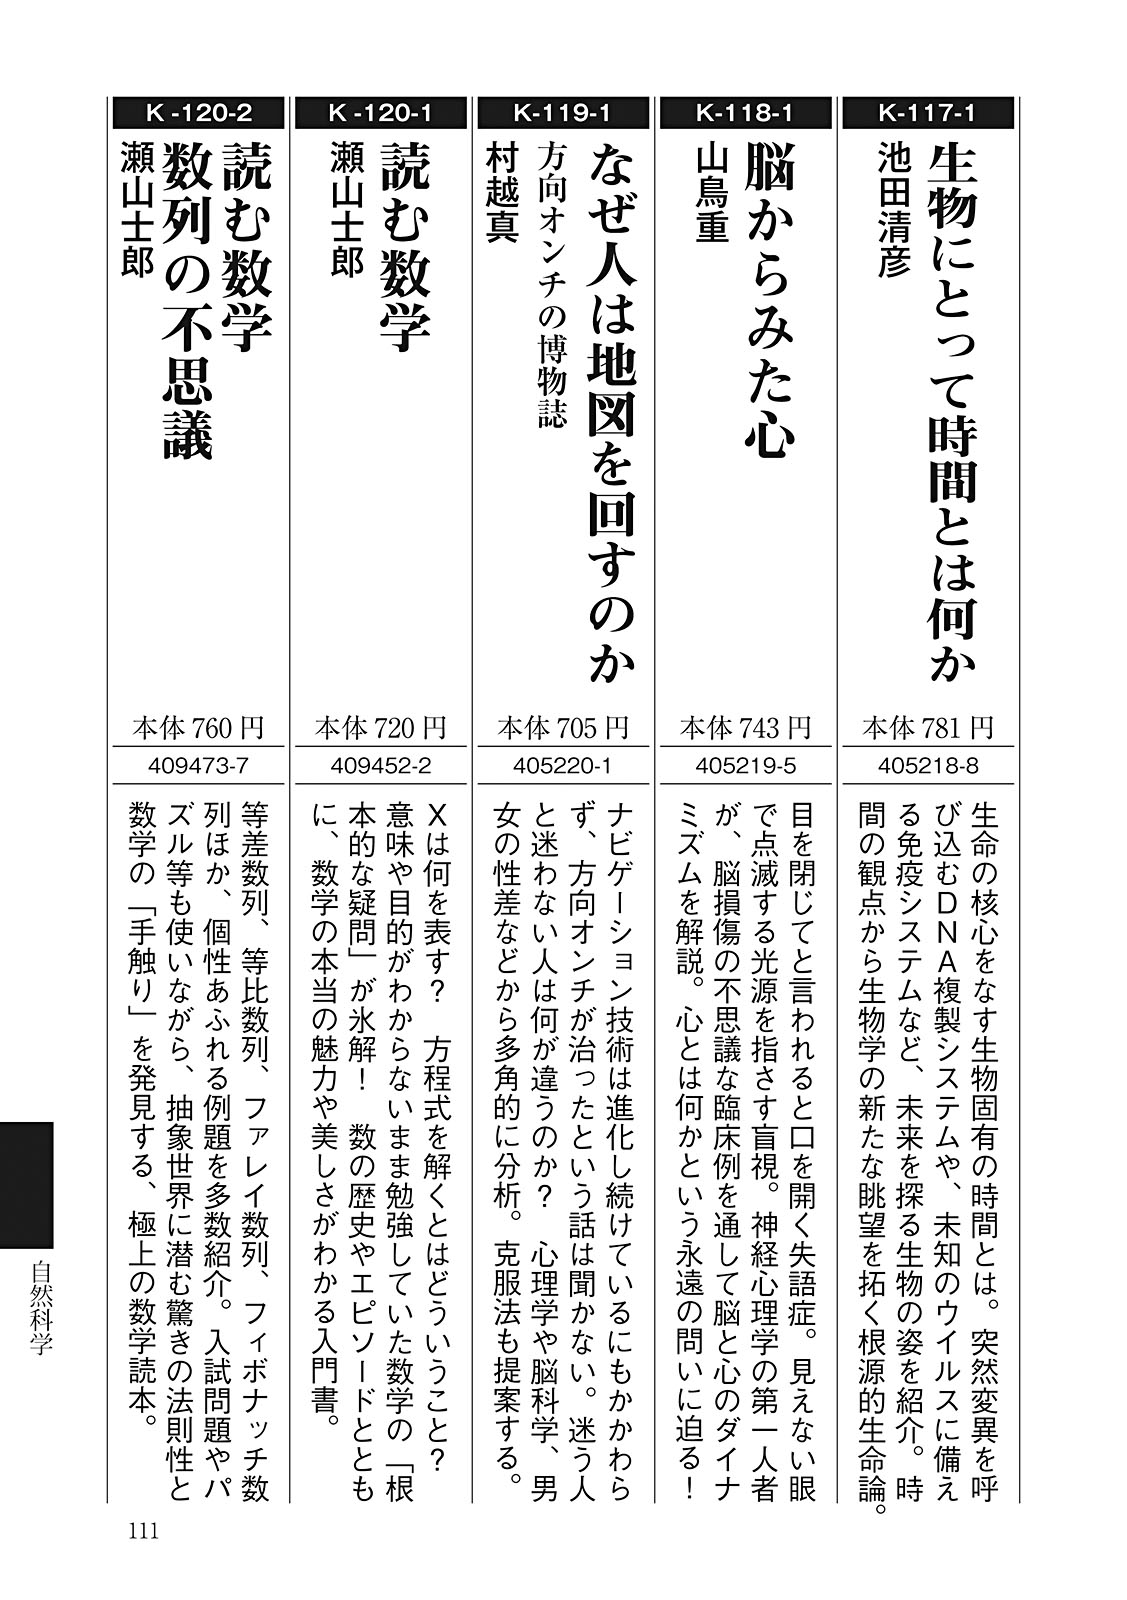 K-117-1
生物にとって時間とは何か
池田清彦
本体 781 円
405218-8
生命の核心をなす生物固有の時間とは。突然変異を呼
び込むDNA複製システムや、未知のウイルスに備え
る免疫システムなど、未来を探る生物の姿を紹介。時
間の観点から生物学の新たな眺望を拓く根源的生命論。
K-118-1
脳からみた心
山鳥重
本体 743 円
405219-5
目を閉じてと言われると口を開く失語症。見えない眼
で点滅する光源を指さす盲視。神経心理学の第一人者
が、脳損傷の不思議な臨床例を通して脳と心のダイナ
ミズムを解説。心とは何かという永遠の問いに迫る！
K-119-1
なぜ人は地図を回すのか
方向オンチの博物誌
村越真
本体 705 円
405220-1
ナビゲーション技術は進化し続けているにもかかわら
ず、方向オンチが治ったという話は聞かない。迷う人
と迷わない人は何が違うのか？　心理学や脳科学、男
女の性差などから多角的に分析。克服法も提案する。
K-120-1
読む数学
瀬山士郎
本体 720 円
409452-2
Xは何を表す？　方程式を解くとはどういうこと？
意味や目的がわからないまま勉強していた数学の「根
本的な疑問」が氷解！　数の歴史やエピソードととも
に、数学の本当の魅力や美しさがわかる入門書。
K-120-2
読む数学
数列の不思議
瀬山士郎
本体 760 円
409473-7
等差数列、等比数列、ファレイ数列、フィボナッチ数
列ほか、個性あふれる例題を多数紹介。入試問題やパ
ズル等も使いながら、抽象世界に潜む驚きの法則性と
数学の「手触り」を発見する、極上の数学読本。
自然科学
111